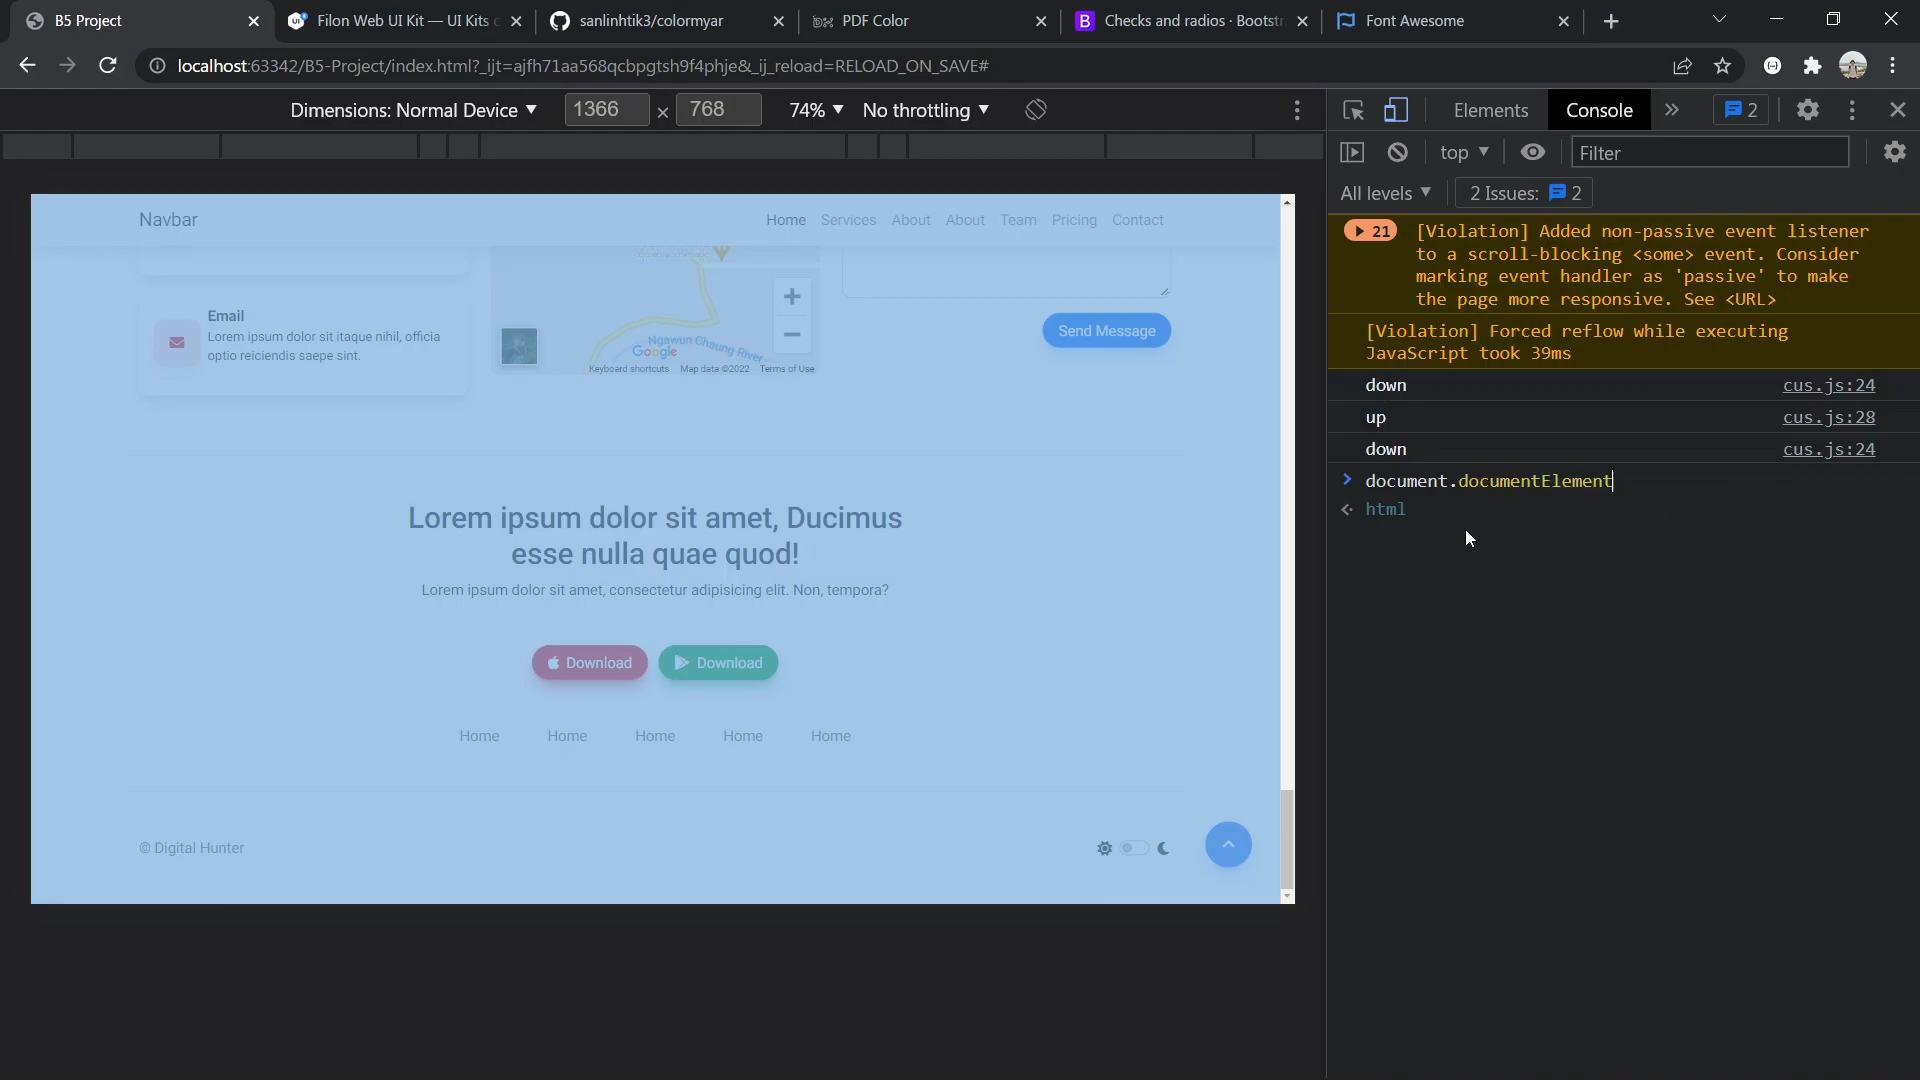 B5 Project
Filon Web UI Kit — UI Kits
sanlinhtik3/colormyar
PDF Color
Checks and radios · Bootstr
Font Awesome
localhost:63342/B5-Project/index.html?_ijt=ajfh71aa568qcbpgtsh9f4phje&_ij_reload=RELOAD_ON_SAVE#
Dimensions: Normal Device
1366 × 768
74%
No throttling
Elements
Console
2
top
Filter
All levels
2 Issues: 2
Navbar
Home Services About About Team Pricing Contact
Email
Lorem ipsum dolor sit itaque nihil, officia
optio reiciendis saepe sint.
Ngawun Chaung River
Google
Keyboard shortcuts Map data ©2022 Terms of Use
Send Message
Lorem ipsum dolor sit amet, Ducimus
esse nulla quae quod!
Lorem ipsum dolor sit amet, consectetur adipisicing elit. Non, tempora?
Download
Download
Home Home Home Home Home
© Digital Hunter
21 [Violation] Added non-passive event listener
to a scroll-blocking <some> event. Consider
marking event handler as 'passive' to make
the page more responsive. See <URL>
[Violation] Forced reflow while executing
JavaScript took 39ms
down cus.js:24
up cus.js:28
down cus.js:24
document.documentElement
html